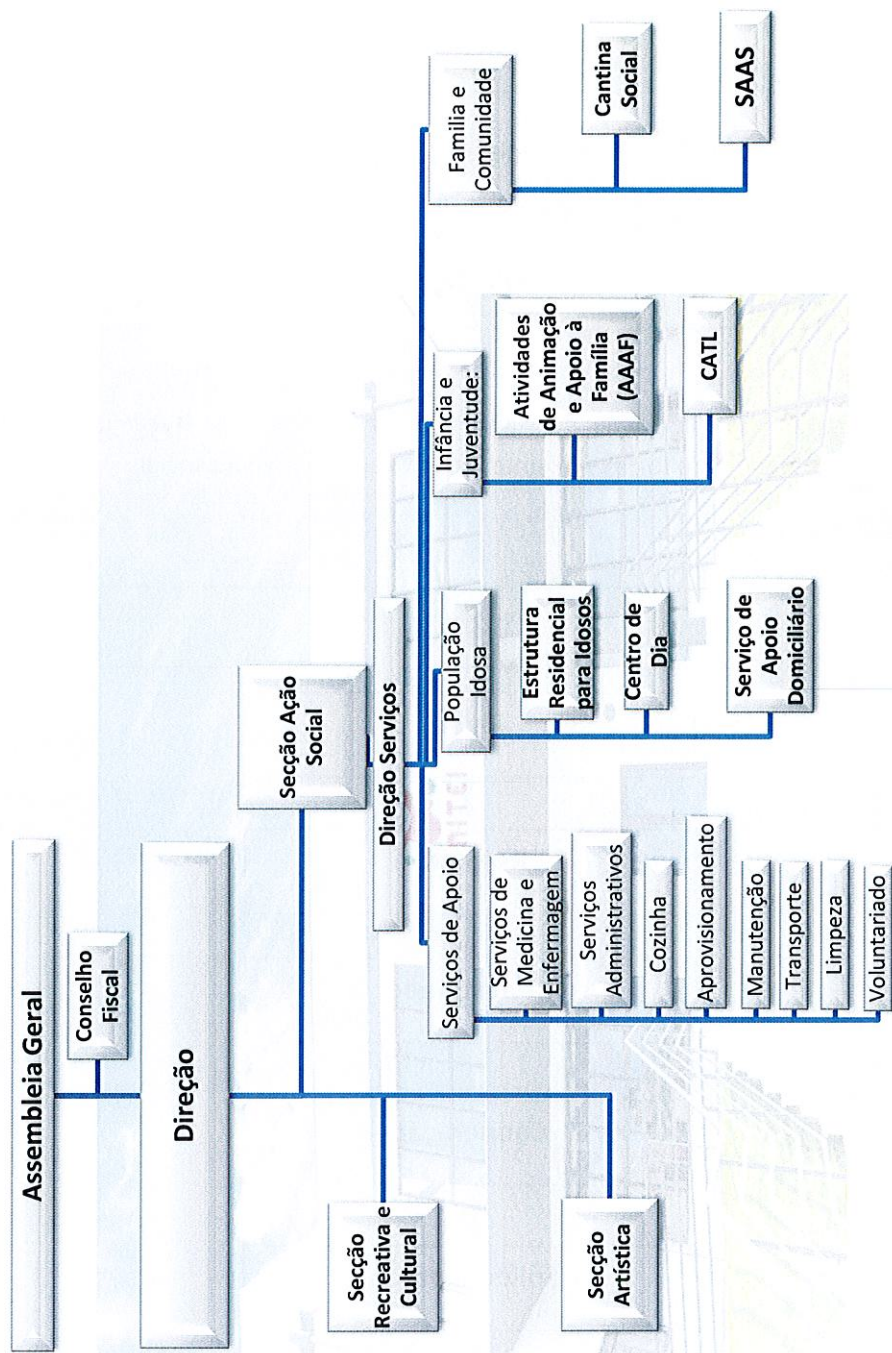 Assembleia Geral
Conselho
Fiscal
Direção
Secção Ação
Social
Secção
Recreativa e
Cultural
Secção
Artística
Direção Serviços
Serviços de Apoio
Serviços de
Medicina e
Enfermagem
Serviços
Administrativos
Cozinha
Aprovisionamento
Manutenção
Transporte
Limpeza
Voluntariado
População
Idosa
Estrutura
Residencial
para Idosos
Centro de
Dia
Serviço de
Apoio
Domiciliário
Infância e
Juventude:
Atividades
de Animação
e Apoio à
Família
(AAAF)
CATL
Familia e
Comunidade
Cantina
Social
SAAS